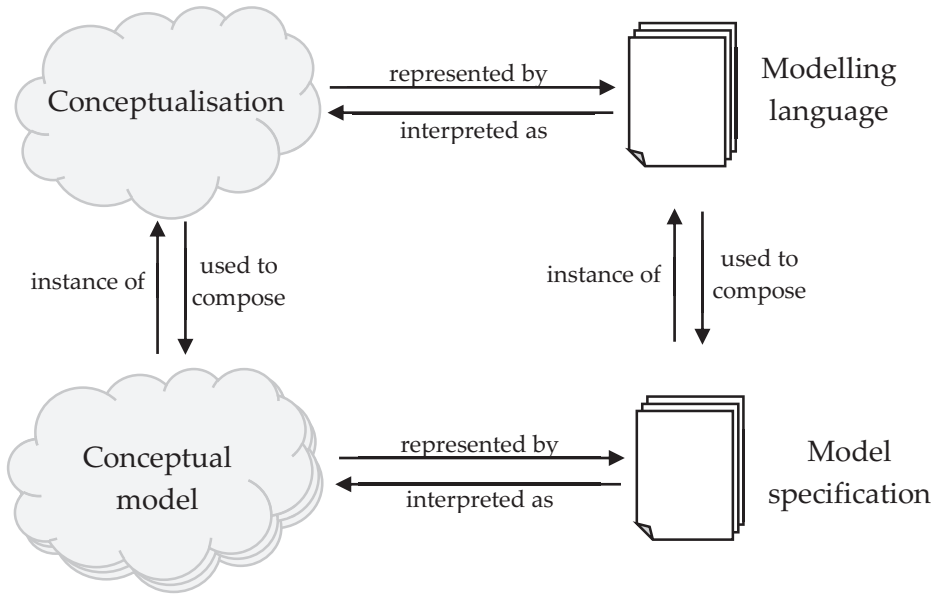 Conceptualisation
represented by
interpreted as
Modelling
language
instance of
used to
compose
instance of
used to
compose
Conceptual
model
represented by
interpreted as
Model
specification